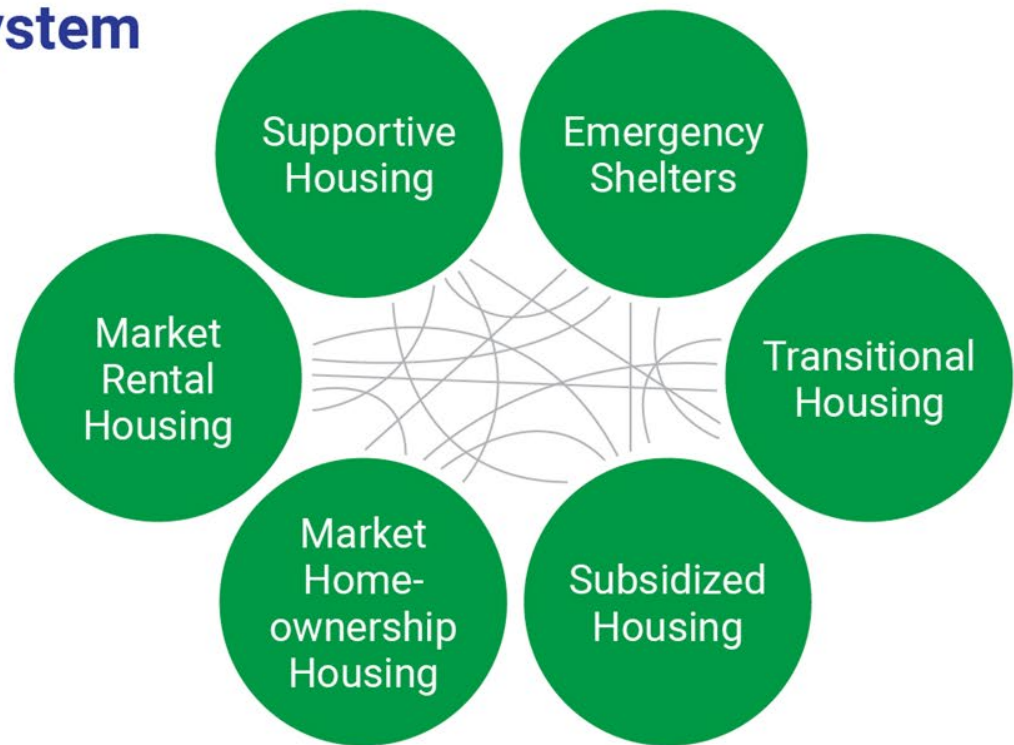 ystem
Supportive
Housing
Emergency
Shelters
Market
Rental
Housing
Transitional
Housing
Market
Home-
ownership
Housing
Subsidized
Housing